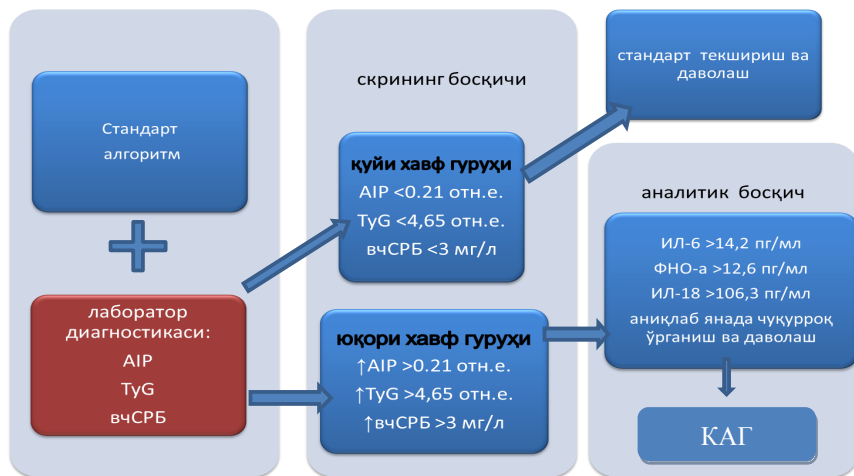 Стандарт
алгоритм
лаборатор
диагностикаси:
AIP
TyG
вчСРБ
скрининг босқичи
қуйи хавф гуруҳи
AIP <0.21 отн.е.
TyG <4,65 отн.е.
вчСРБ <3 мг/л
юқори хавф гуруҳи
↑AIP >0.21 отн.е.
↑TyG >4,65 отн.е.
↑вчСРБ >3 мг/л
стандарт текшириш ва
даволаш
аналитик босқич
ИЛ-6 >14,2 пг/мл
ФНО-а >12,6 пг/мл
ИЛ-18 >106,3 пг/мл
аниқлаб янада чуқурроқ
ўрганиш ва даволаш
КАГ